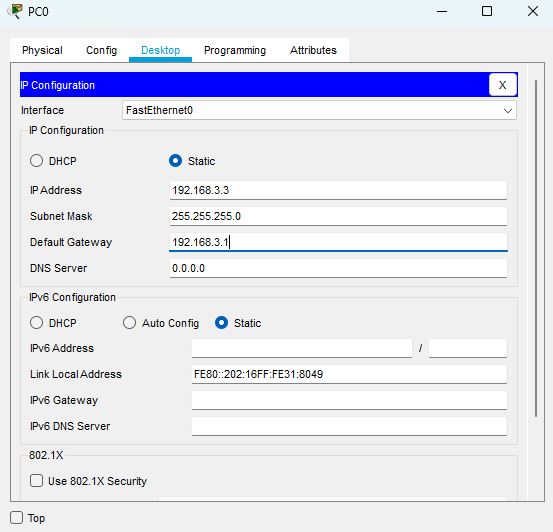 PC0
Physical Config Desktop Programming Attributes
IP Configuration X
Interface FastEthernet0
IP Configuration
DHCP Static
IP Address 192.168.3.3
Subnet Mask 255.255.255.0
Default Gateway 192.168.3.1
DNS Server 0.0.0.0
IPv6 Configuration
DHCP Auto Config Static
IPv6 Address /
Link Local Address FE80::202:16FF:FE31:8049
IPv6 Gateway
IPv6 DNS Server
802.1X
Use 802.1X Security
Top